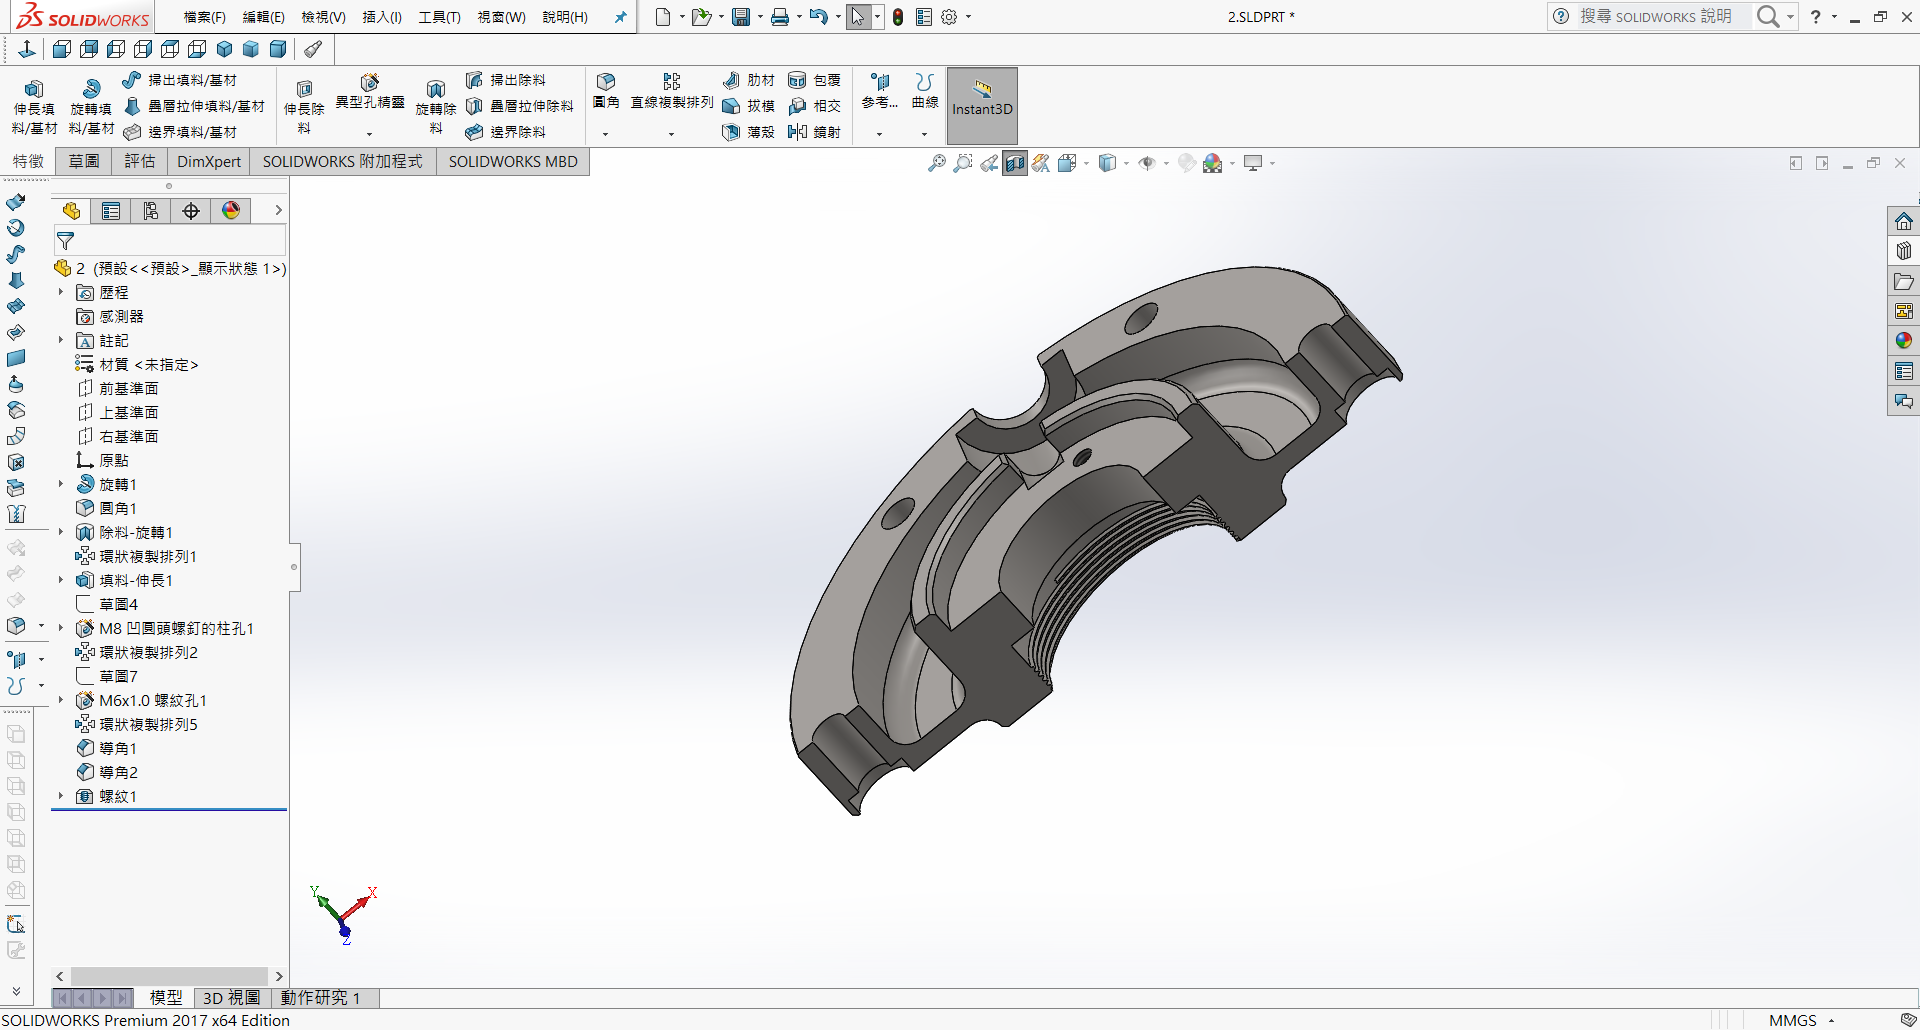 SOLIDWORKS
檔案(F) 編輯(E) 檢視(V) 插入(I) 工具(T) 視窗(W) 說明(H)
2.SLDPRT *
搜尋 SOLIDWORKS 說明
伸長填料/基材
旋轉填料/基材
掃出填料/基材
疊層拉伸填料/基材
邊界填料/基材
伸長除料
異型孔精靈
旋轉除料
掃出除料
疊層拉伸除料
邊界除料
圓角
直線複製排列
肋材
拔模
薄殼
包覆
相交
鏡射
參考...
曲線
Instant3D
特徵 草圖 評估 DimXpert SOLIDWORKS 附加程式 SOLIDWORKS MBD
2 (預設<<預設>_顯示狀態 1>)
歷程
感測器
註記
材質 <未指定>
前基準面
上基準面
右基準面
原點
旋轉1
圓角1
除料-旋轉1
環狀複製排列1
填料-伸長1
草圖4
M8 凹圓頭螺釘的柱孔1
環狀複製排列2
草圖7
M6x1.0 螺紋孔1
環狀複製排列5
導角1
導角2
螺紋1
Y X
Z
模型 3D 視圖 動作研究 1
SOLIDWORKS Premium 2017 x64 Edition
MMGS